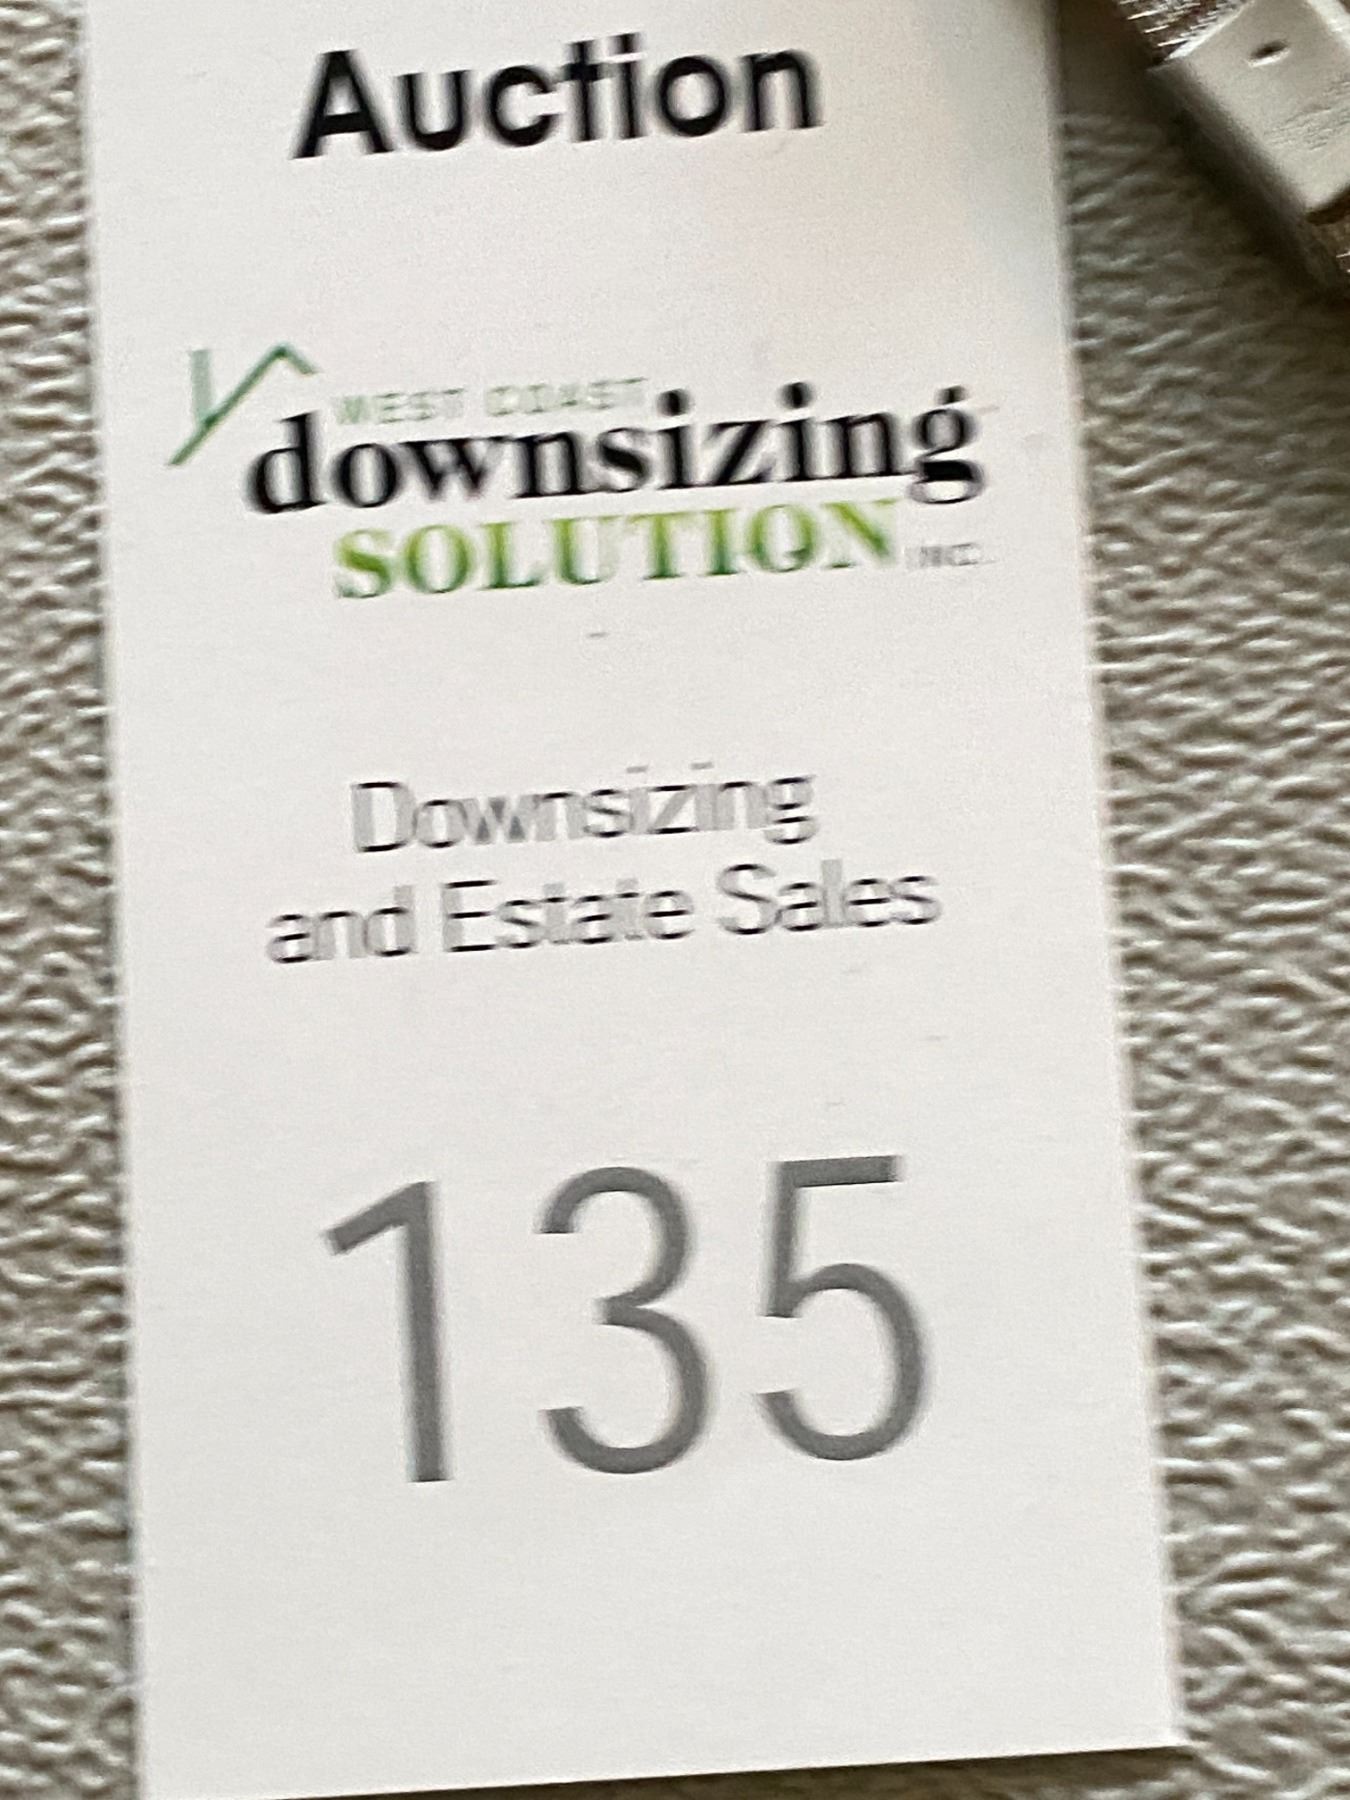 Auction
WEST COAST
downsizing
SOLUTION INC.
Downsizing
and Estate Sales
135